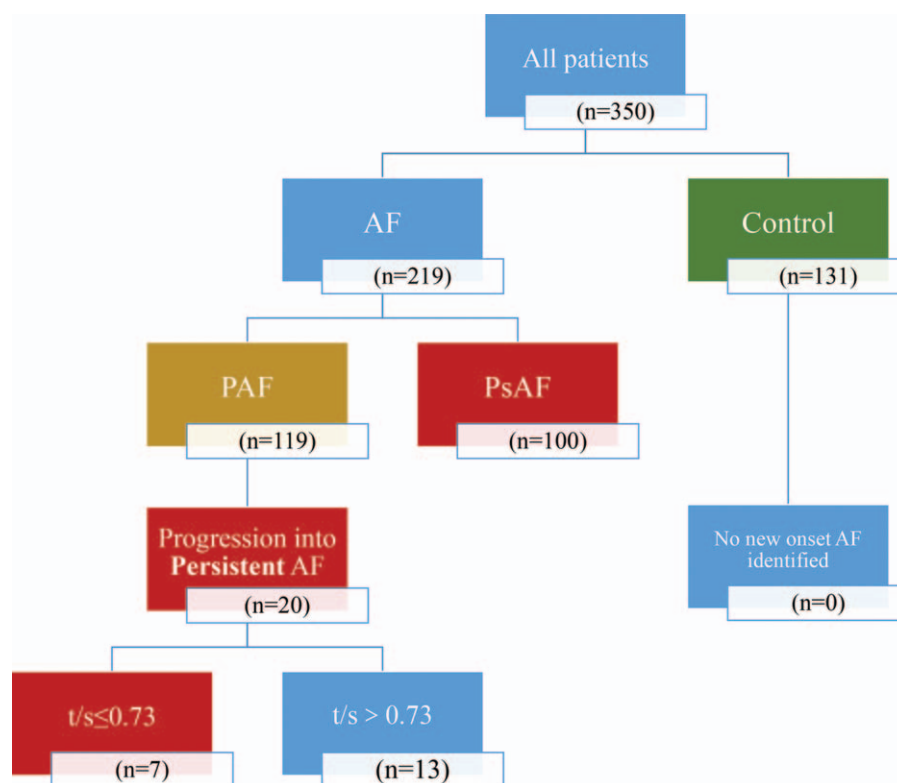 All patients
(n=350)
AF
(n=219)
Control
(n=131)
PAF
(n=119)
PsAF
(n=100)
Progression into
Persistent AF
(n=20)
No new onset AF
identified
(n=0)
t/s≤0.73
(n=7)
t/s > 0.73
(n=13)